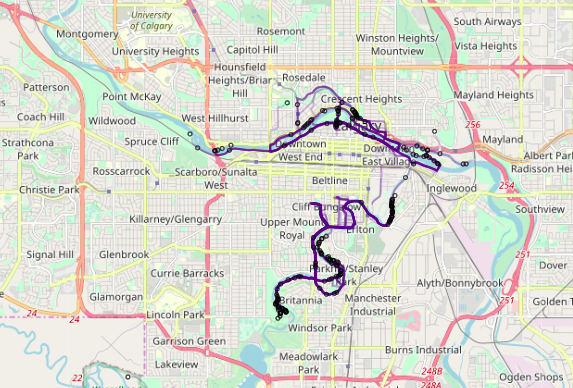 University
of Calgary
Montgomery
Rosemont
South Airways
Capitol Hill
Winston Heights/
Mountview
University Heights
Vista Heights
Hounsfield
Heights/Briar
Hill
Rosedale
Patterson
Point McKay
Crescent Heights
Mayland Heights
Coach Hill
Wildwood
West Hillhurst
256
Spruce Cliff
Calgary
Mayland
Strathcona
Park
Downtown
West End
East Village
Albert Park
Radisson Hei
Rosscarrock
Scarboro/Sunalta
West
Beltline
Inglewood
254
Christie Park
Cliff Bungalow
Southview
Killarney/Glengarry
Upper Moun
Royal
Erlton
Signal Hill
Glenbrook
Currie Barracks
Parkhill/Stanley
Park
Dover
Alyth/Bonnybrook
251
Glamorgan
Britannia
Manchester
Industrial
Golden T
24
24
Lincoln Park
Windsor Park
251
Garrison Green
Burns Industrial
Lakeview
Meadowlark
Park
22
248B
248A
Ogden Shops